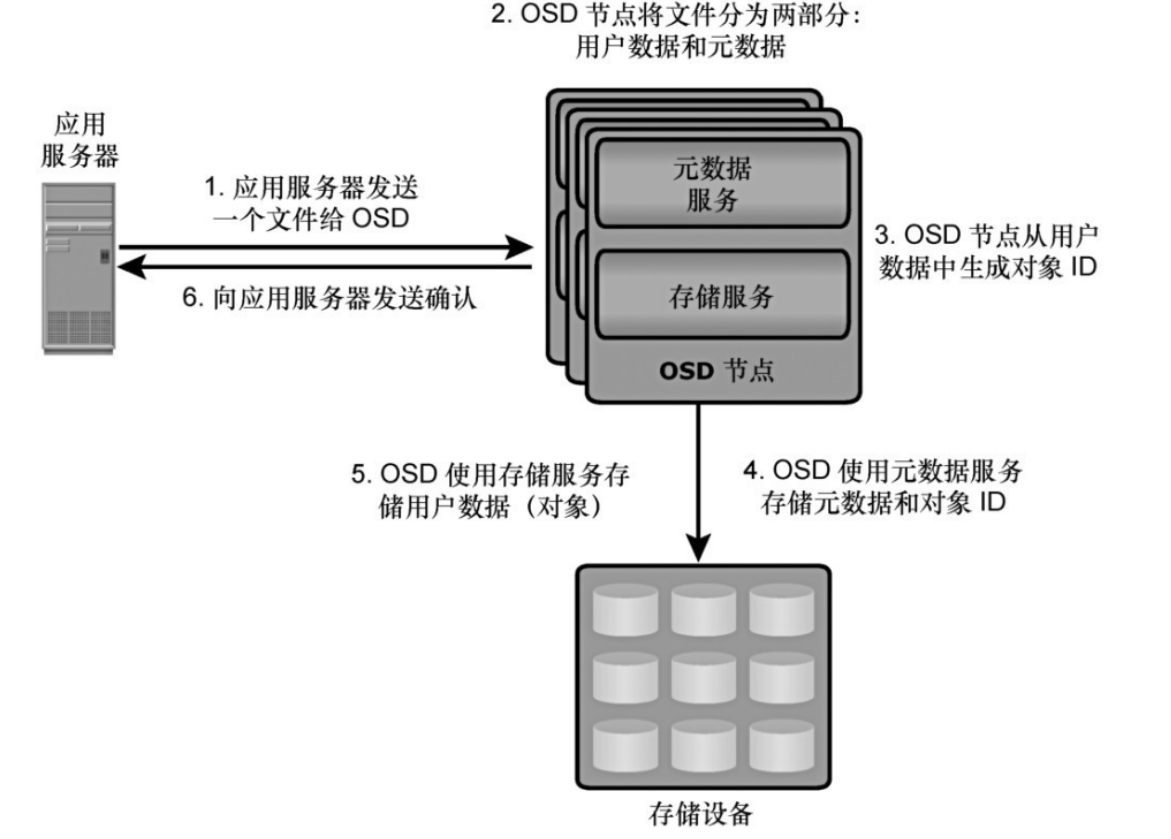 2. OSD 节点将文件分为两部分：
用户数据和元数据
应用
服务器
1. 应用服务器发送
一个文件给 OSD
6. 向应用服务器发送确认
元数据
服务
存储服务
OSD 节点
3. OSD 节点从用户
数据中生成对象 ID
5. OSD 使用存储服务存
储用户数据（对象）
4. OSD 使用元数据服务
存储元数据和对象 ID
存储设备